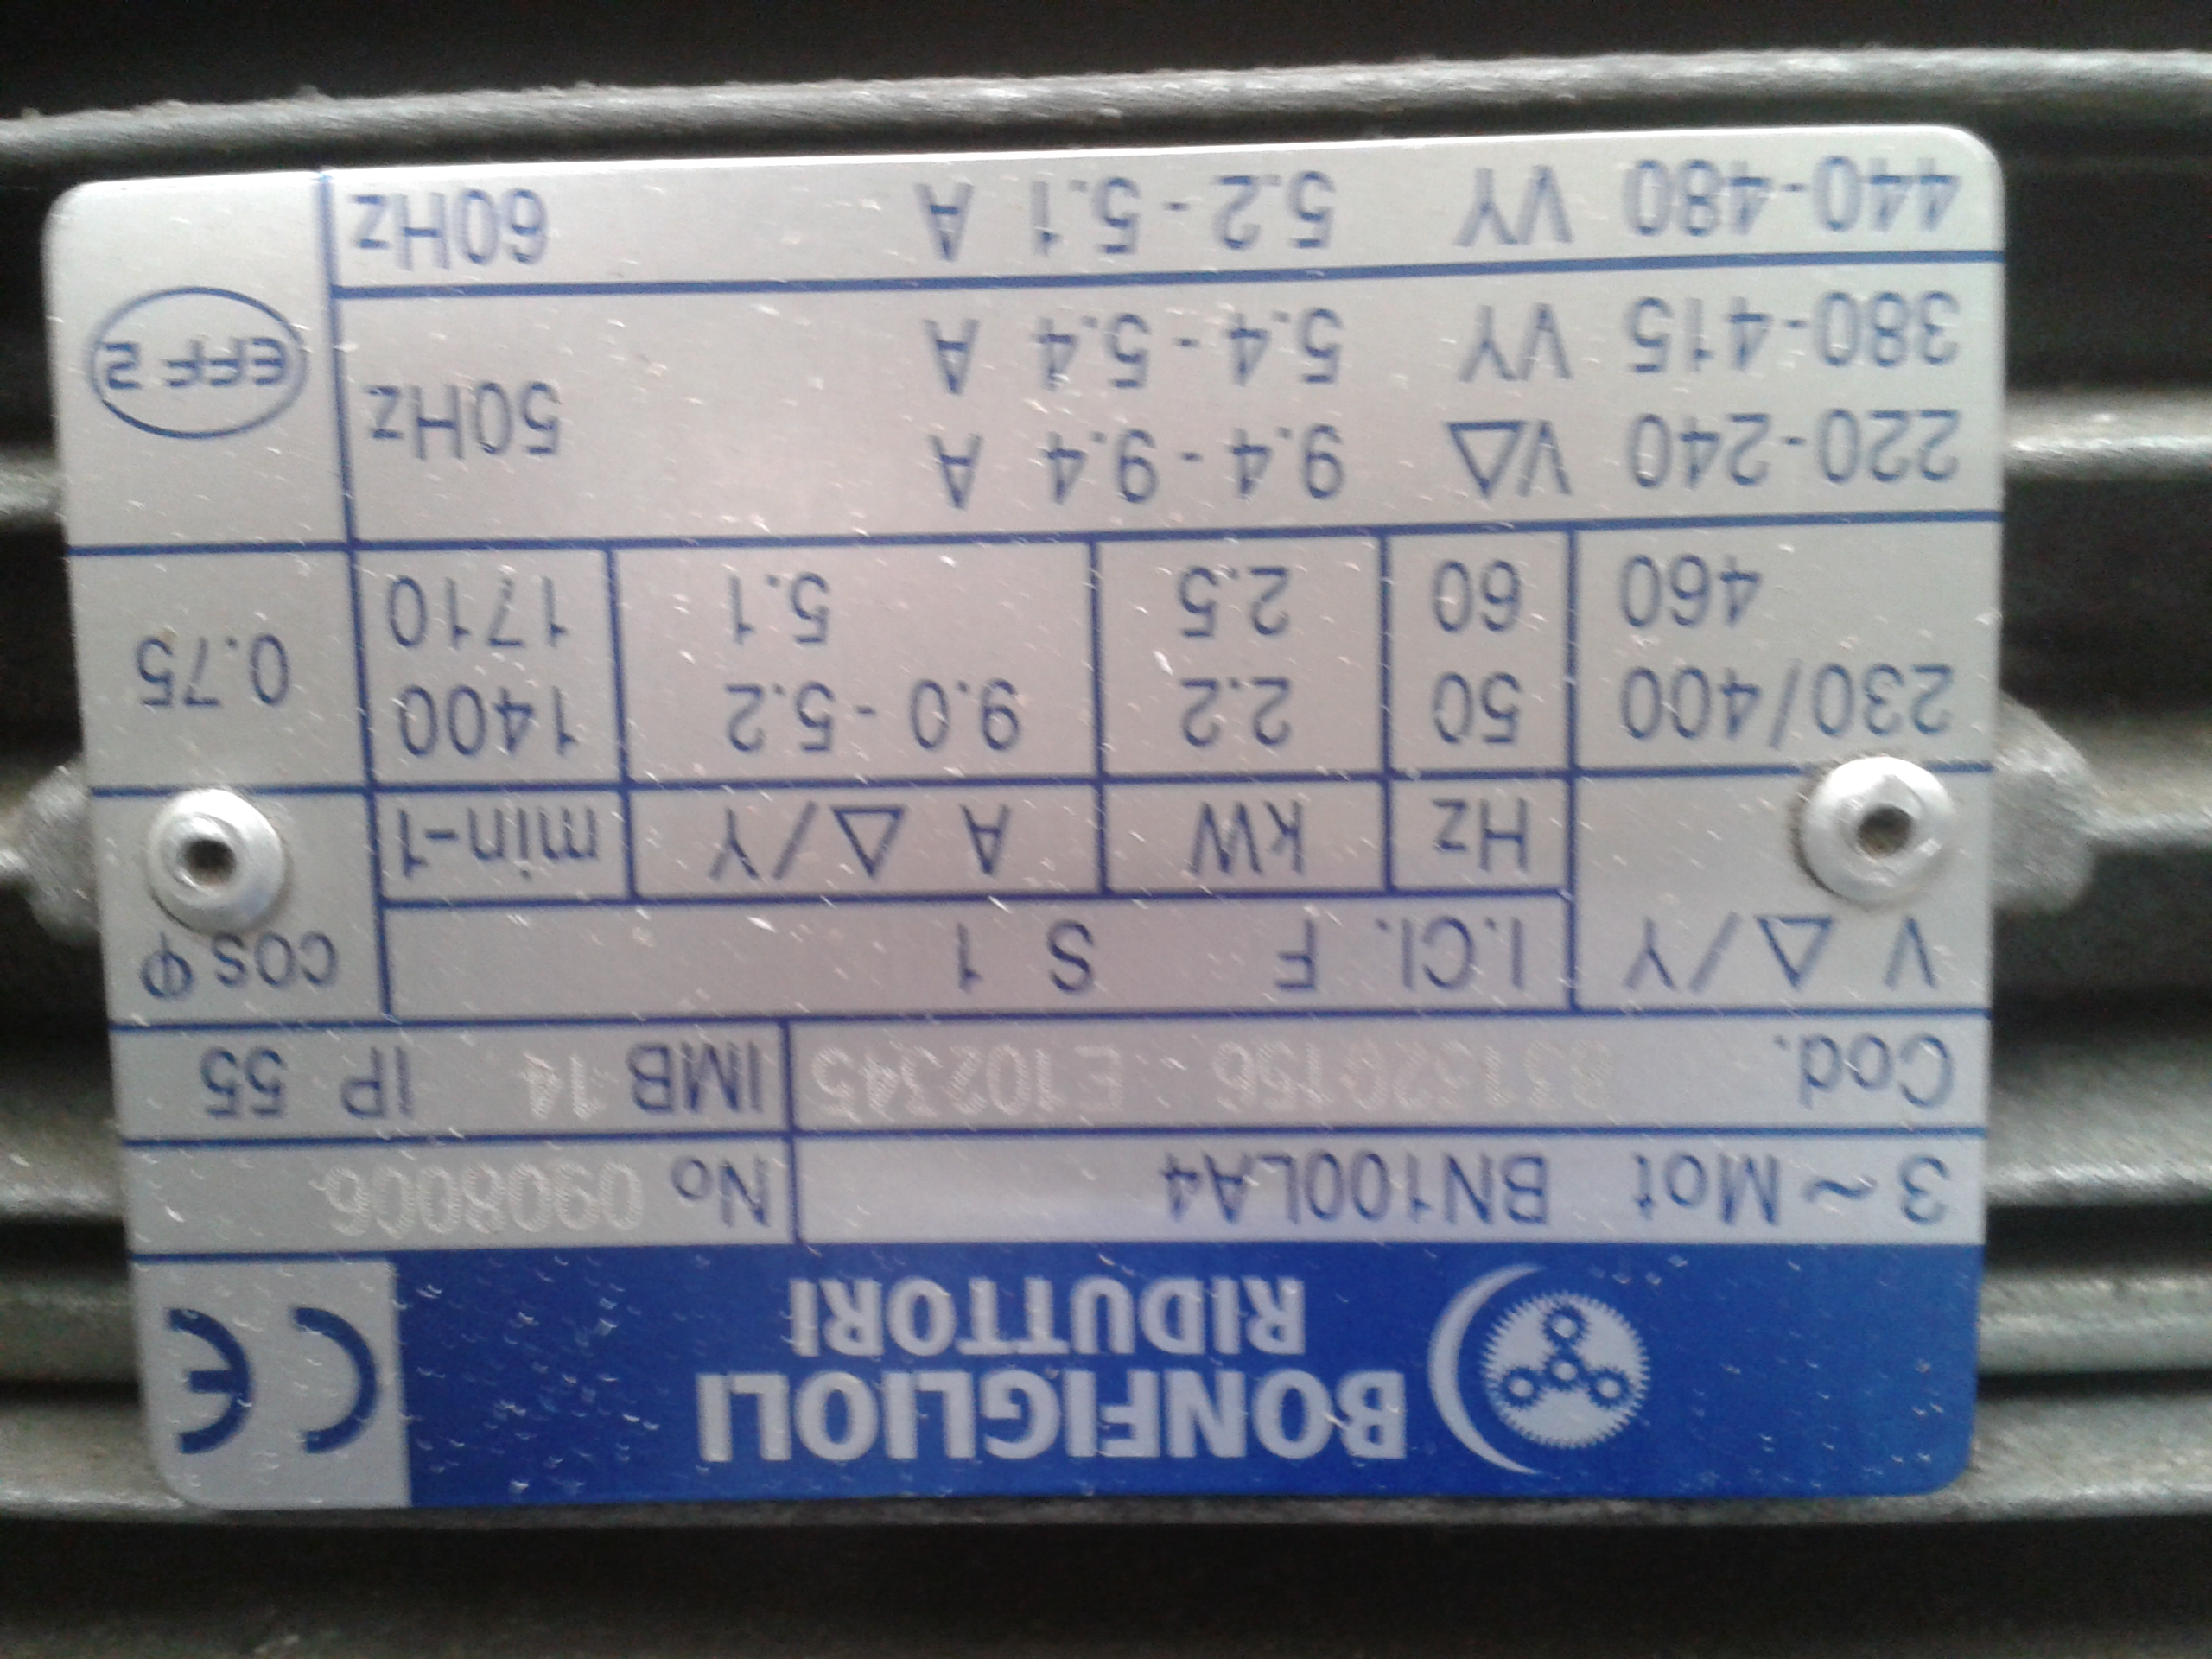 BONFIGLIOLI
RIDUTTORI
CE
3~Mot BN100LA4 No 0908006
Cod. E102345 IMB 14 IP 55
V Δ/Y I.Cl. F S 1 cos φ
Hz kW A Δ/Y min-1
230/400 50 2.2 9.0-5.2 1400 0.75
460 60 2.5 5.1 1710
220-240 VΔ 9.4-9.4 A 50Hz
380-415 VY 5.4-5.4 A EFF 2
440-480 VY 5.2-5.1 A 60Hz